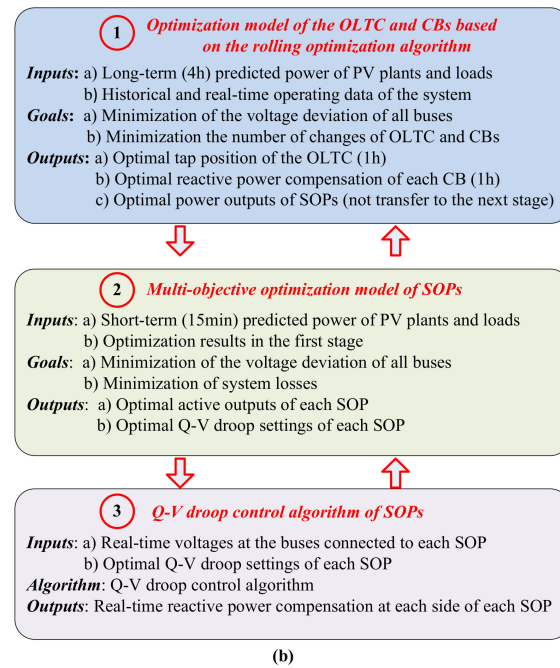 1
Optimization model of the OLTC and CBs based
on the rolling optimization algorithm
Inputs: a) Long-term (4h) predicted power of PV plants and loads
b) Historical and real-time operating data of the system
Goals: a) Minimization of the voltage deviation of all buses
b) Minimization the number of changes of OLTC and CBs
Outputs: a) Optimal tap position of the OLTC (1h)
b) Optimal reactive power compensation of each CB (1h)
c) Optimal power outputs of SOPs (not transfer to the next stage)
2
Multi-objective optimization model of SOPs
Inputs: a) Short-term (15min) predicted power of PV plants and loads
b) Optimization results in the first stage
Goals: a) Minimization of the voltage deviation of all buses
b) Minimization of system losses
Outputs: a) Optimal active outputs of each SOP
b) Optimal Q-V droop settings of each SOP
3
Q-V droop control algorithm of SOPs
Inputs: a) Real-time voltages at the buses connected to each SOP
b) Optimal Q-V droop settings of each SOP
Algorithm: Q-V droop control algorithm
Outputs: Real-time reactive power compensation at each side of each SOP
(b)